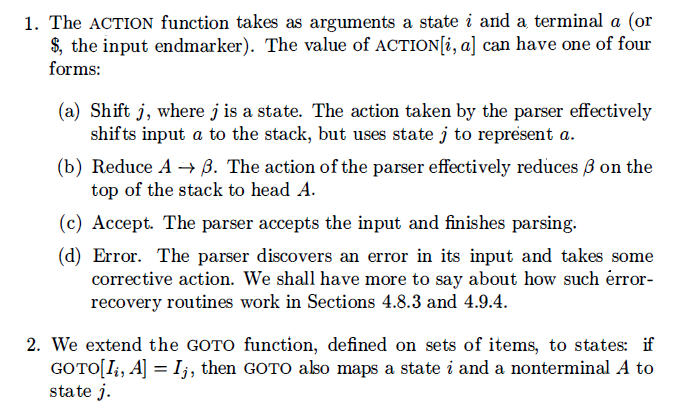 1. The ACTION function takes as arguments a state i and a terminal a (or
$, the input endmarker). The value of ACTION[i, a] can have one of four
forms:
(a) Shift j, where j is a state. The action taken by the parser effectively
shifts input a to the stack, but uses state j to represent a.
(b) Reduce A → β. The action of the parser effectively reduces β on the
top of the stack to head A.
(c) Accept. The parser accepts the input and finishes parsing.
(d) Error. The parser discovers an error in its input and takes some
corrective action. We shall have more to say about how such error-
recovery routines work in Sections 4.8.3 and 4.9.4.
2. We extend the GOTO function, defined on sets of items, to states: if
GOTO[Iᵢ, A] = Iⱼ, then GOTO also maps a state i and a nonterminal A to
state j.